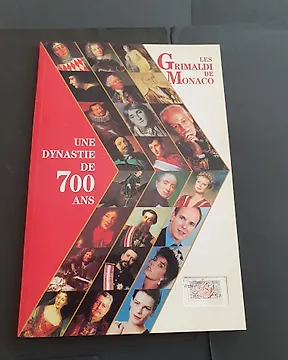 LES
GRIMALDI
DE
MONACO
UNE
DYNASTIE
DE
700
ANS